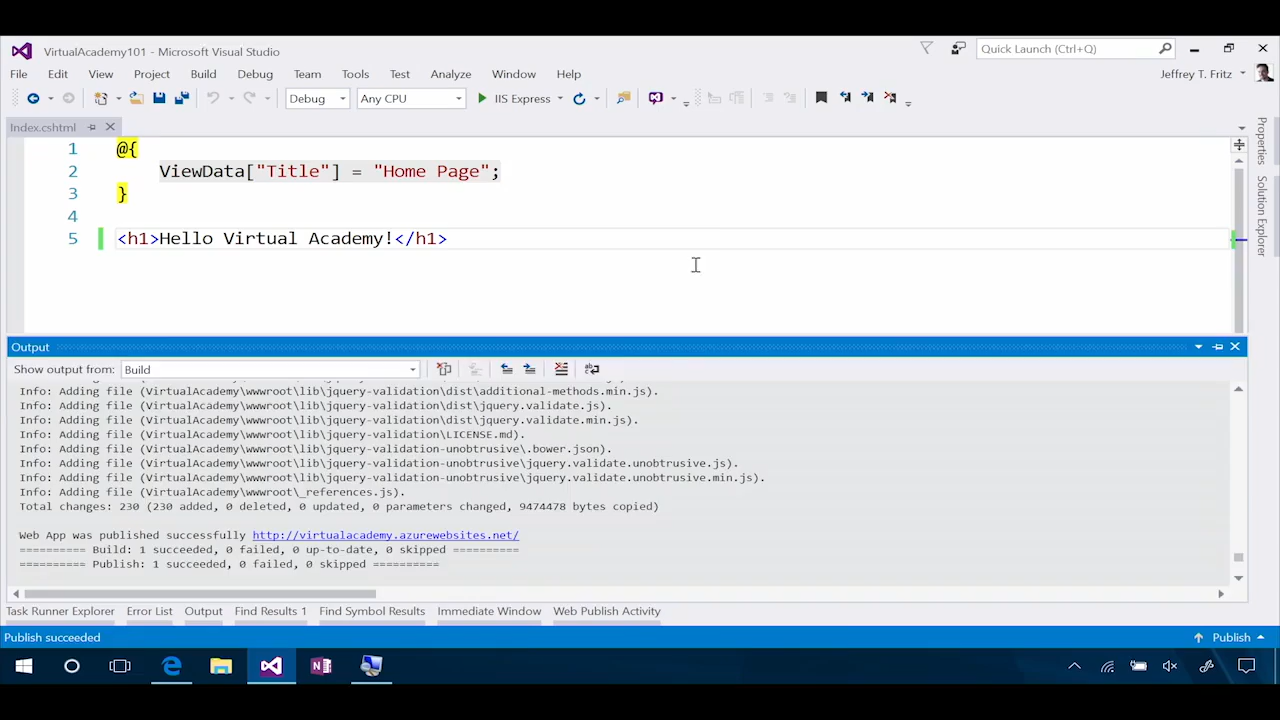 VirtualAcademy101 - Microsoft Visual Studio
Quick Launch (Ctrl+Q)
File Edit View Project Build Debug Team Tools Test Analyze Window Help
Jeffrey T. Fritz
Debug Any CPU IIS Express
Index.cshtml
1 @{
2 ViewData["Title"] = "Home Page";
3 }
4
5 <h1>Hello Virtual Academy!</h1>
Properties
Solution Explorer
Output
Show output from: Build
Info: Adding file (VirtualAcademy\wwwroot\lib\jquery-validation\dist\additional-methods.min.js).
Info: Adding file (VirtualAcademy\wwwroot\lib\jquery-validation\dist\jquery.validate.js).
Info: Adding file (VirtualAcademy\wwwroot\lib\jquery-validation\dist\jquery.validate.min.js).
Info: Adding file (VirtualAcademy\wwwroot\lib\jquery-validation\LICENSE.md).
Info: Adding file (VirtualAcademy\wwwroot\lib\jquery-validation-unobtrusive\.bower.json).
Info: Adding file (VirtualAcademy\wwwroot\lib\jquery-validation-unobtrusive\jquery.validate.unobtrusive.js).
Info: Adding file (VirtualAcademy\wwwroot\lib\jquery-validation-unobtrusive\jquery.validate.unobtrusive.min.js).
Info: Adding file (VirtualAcademy\wwwroot\_references.js).
Total changes: 230 (230 added, 0 deleted, 0 updated, 0 parameters changed, 9474478 bytes copied)
Web App was published successfully http://virtualacademy.azurewebsites.net/
========== Build: 1 succeeded, 0 failed, 0 up-to-date, 0 skipped ==========
========== Publish: 1 succeeded, 0 failed, 0 skipped ==========
Task Runner Explorer Error List Output Find Results 1 Find Symbol Results Immediate Window Web Publish Activity
Publish succeeded
Publish